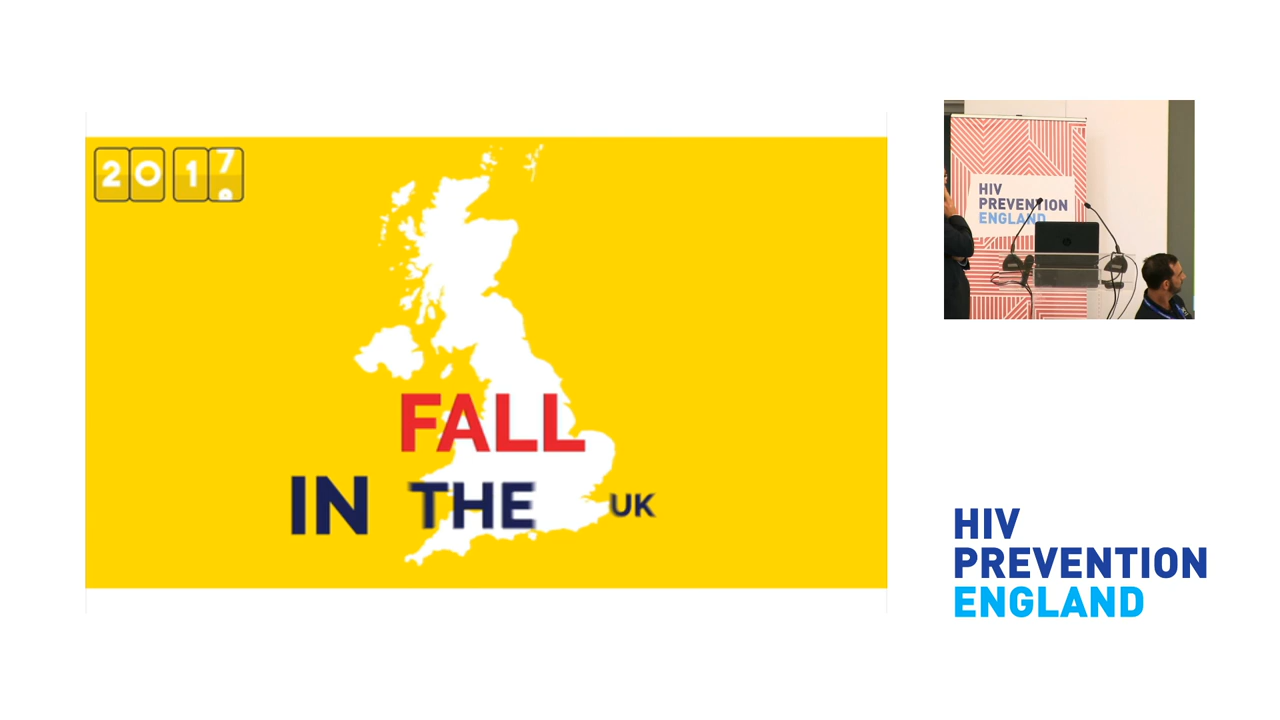 2017
FALL
IN THE UK
HIV
PREVENTION
ENGLAND
HIV
PREVENTION
ENGLAND